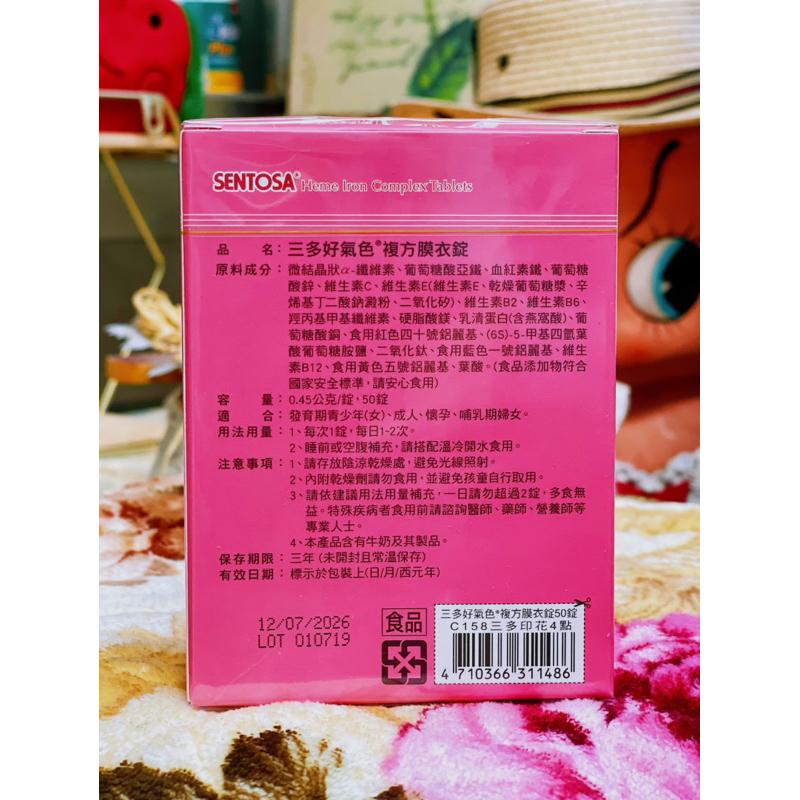 SENTOSA® Heme Iron Complex Tablets
品　　名：三多好氣色®複方膜衣錠
原料成分：微結晶狀α-纖維素、葡萄糖酸亞鐵、血紅素鐵、葡萄糖
酸鋅、維生素C、維生素E(維生素E、乾燥葡萄糖漿、辛
烯基丁二酸鈉澱粉、二氧化矽)、維生素B2、維生素B6、
羥丙基甲基纖維素、硬脂酸鎂、乳清蛋白(含燕窩酸)、葡
萄糖酸銅、食用紅色四十號鋁麗基、(6S)-5-甲基四氫葉
酸葡萄糖胺鹽、二氧化鈦、食用藍色一號鋁麗基、維生
素B12、食用黃色五號鋁麗基、葉酸。(食品添加物符合
國家安全標準，請安心食用)
容　　量：0.45公克/錠，50錠
適　　合：發育期青少年(女)、成人、懷孕、哺乳期婦女。
用法用量：1、每次1錠，每日1-2次。
2、睡前或空腹補充，請搭配溫冷開水食用。
注意事項：1、請存放陰涼乾燥處，避免光線照射。
2、內附乾燥劑請勿食用，並避免孩童自行取用。
3、請依建議用法用量補充，一日請勿超過2錠，多食無
益。特殊疾病者食用前請諮詢醫師、藥師、營養師等
專業人士。
4、本產品含有牛奶及其製品。
保存期限：三年 (未開封且常溫保存)
有效日期：標示於包裝上(日/月/西元年)
12/07/2026
LOT 010719
食品
三多好氣色®複方膜衣錠50錠
C158三多印花4點
4 710366 311486